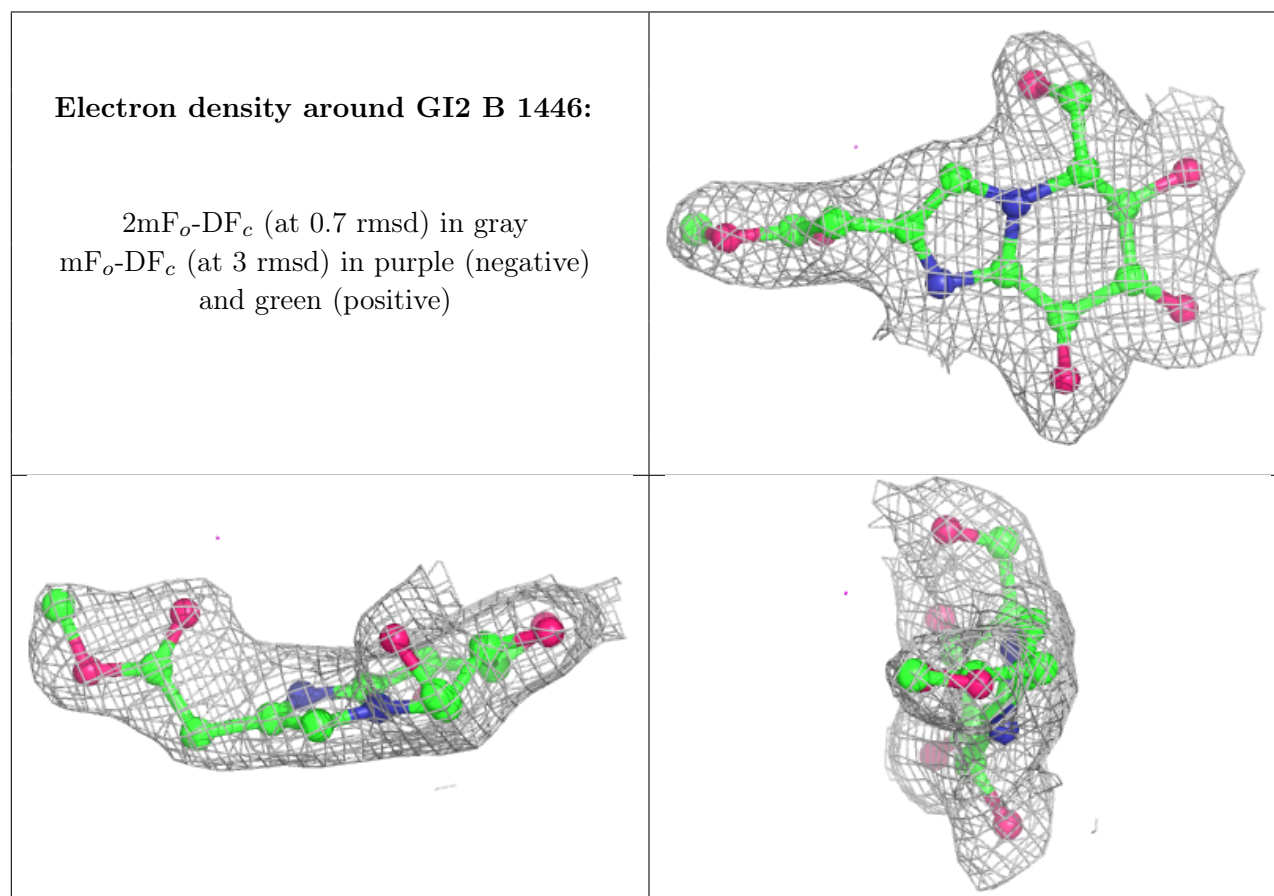 Electron density around GI2 B 1446:
2mFo-DFc (at 0.7 rmsd) in gray
mFo-DFc (at 3 rmsd) in purple (negative)
and green (positive)